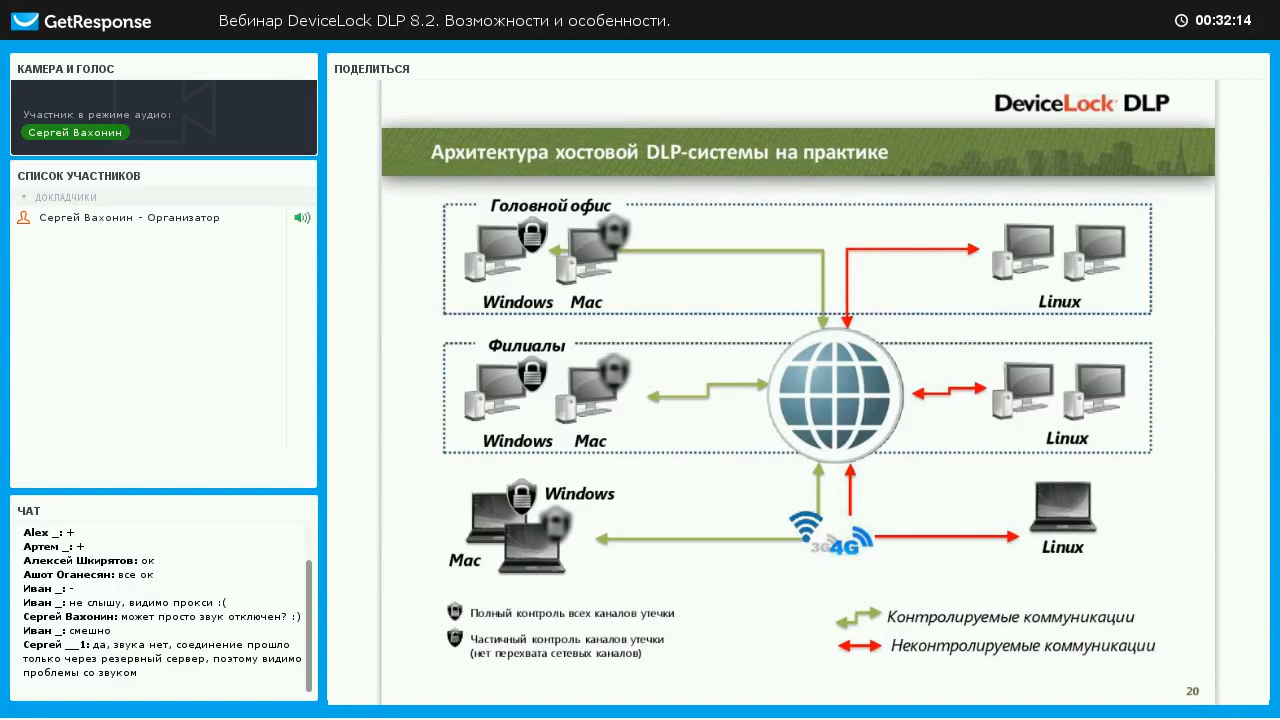 GetResponse
Вебинар DeviceLock DLP 8.2. Возможности и особенности.
00:32:14
КАМЕРА И ГОЛОС
Участник в режиме аудио:
Сергей Вахонин
СПИСОК УЧАСТНИКОВ
ДОКЛАДЧИКИ
Сергей Вахонин - Организатор
ЧАТ
Alex _: +
Артем _: +
Алексей Шкирятов: ок
Ашот Оганесян: все ок
Иван _: -
Иван _: не слышу, видимо прокси :(
Сергей Вахонин: может просто звук отключен? :)
Иван _: смешно
Сергей __1: да, звука нет, соединение прошло
только через резервный сервер, поэтому видимо
проблемы со звуком
ПОДЕЛИТЬСЯ
DeviceLock DLP
Архитектура хостовой DLP-системы на практике
Головной офис
Windows Mac
Linux
Филиалы
Windows Mac
Linux
Windows
Mac
3G 4G
Linux
Полный контроль всех каналов утечки
Частичный контроль каналов утечки
(нет перехвата сетевых каналов)
Контролируемые коммуникации
Неконтролируемые коммуникации
20